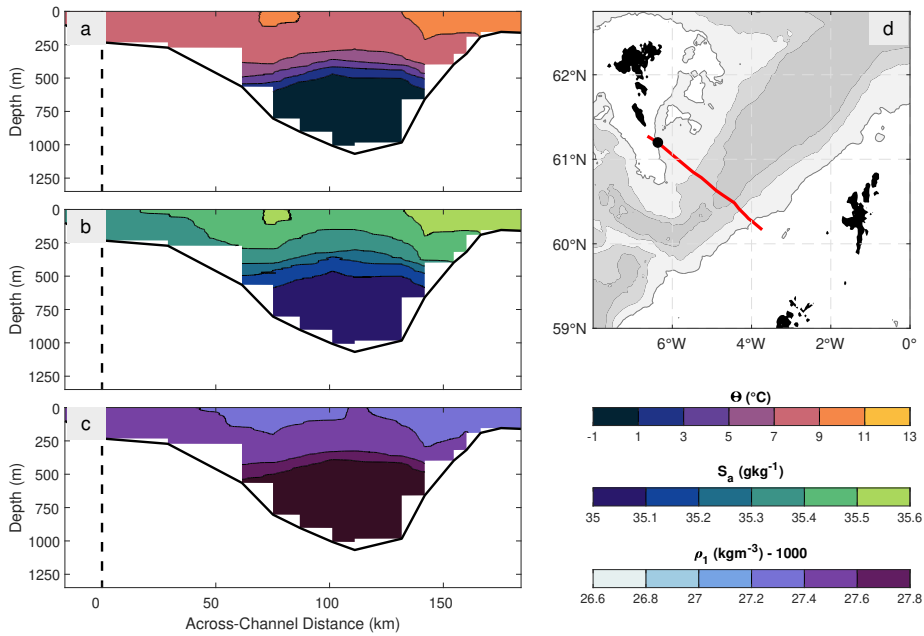 a
0
250
500
750
1000
1250
Depth (m)
b
0
250
500
750
1000
1250
Depth (m)
c
0
250
500
750
1000
1250
Depth (m)
0 50 100 150
Across-Channel Distance (km)
d
62°N
61°N
60°N
59°N
6°W 4°W 2°W 0°
Θ (°C)
-1 1 3 5 7 9 11 13
Sa (gkg-1)
35 35.1 35.2 35.3 35.4 35.5 35.6
ρ1 (kgm-3) - 1000
26.6 26.8 27 27.2 27.4 27.6 27.8